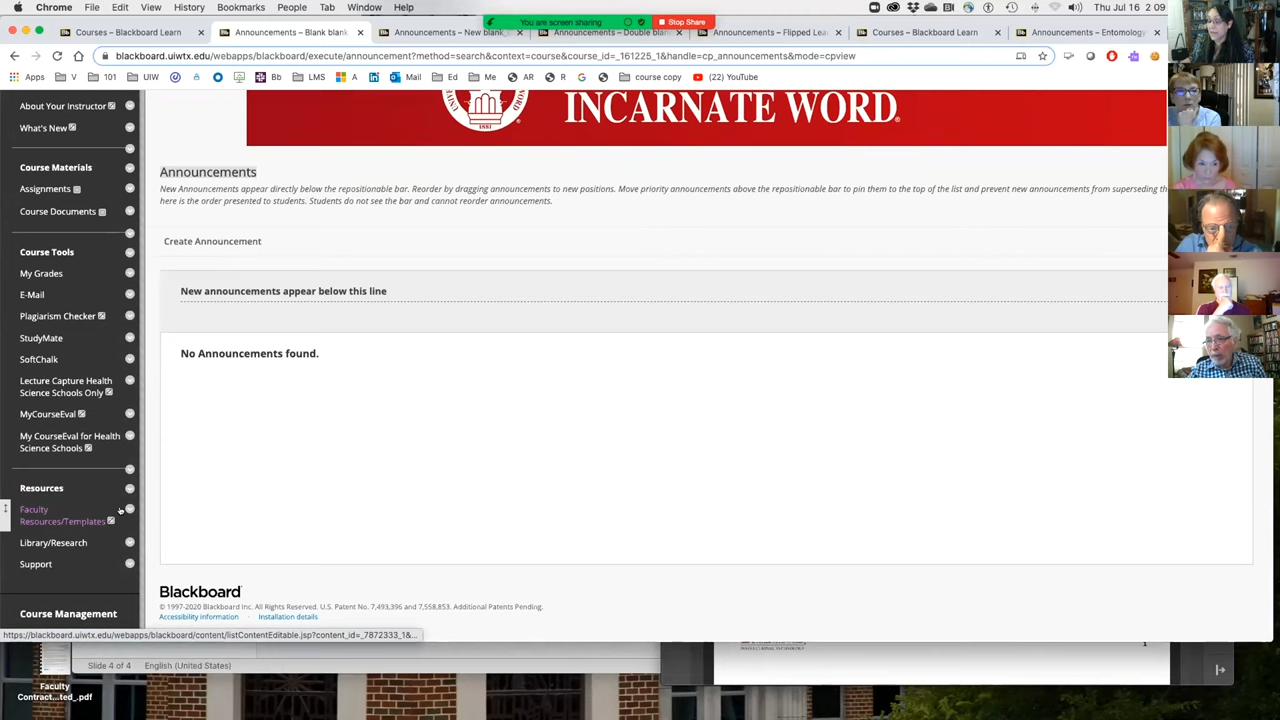 Chrome File Edit View History Bookmarks People Tab Window Help Thu Jul 16 2 09
You are screen sharing Stop Share
Courses – Blackboard Learn × Announcements – Blank blank × Announcements – New blank × Announcements – Double blank × Announcements – Flipped Lea × Courses – Blackboard Learn × Announcements – Entomology ×
blackboard.uiwtx.edu/webapps/blackboard/execute/announcement?method=search&context=course&course_id=_161225_1&handle=cp_announcements&mode=cpview
Apps V 101 UIW Bb LMS A Mail Ed Me AR R course copy (22) YouTube
About Your Instructor
What's New
Course Materials
Assignments
Course Documents
Course Tools
My Grades
E-Mail
Plagiarism Checker
StudyMate
SoftChalk
Lecture Capture Health
Science Schools Only
MyCourseEval
My CourseEval for Health
Science Schools
Resources
Faculty
Resources/Templates
Library/Research
Support
Course Management
INCARNATE WORD
1881
Announcements
New Announcements appear directly below the repositionable bar. Reorder by dragging announcements to new positions. Move priority announcements above the repositionable bar to pin them to the top of the list and prevent new announcements from superseding
here is the order presented to students. Students do not see the bar and cannot reorder announcements.
Create Announcement
New announcements appear below this line
No Announcements found.
Blackboard
© 1997-2020 Blackboard Inc. All Rights Reserved. U.S. Patent No. 7,493,396 and 7,558,853. Additional Patents Pending.
Accessibility information · Installation details
https://blackboard.uiwtx.edu/webapps/blackboard/content/listContentEditable.jsp?content_id=_7872333_1&...
Slide 4 of 4 English (United States)
Faculty
Contract...ted_.pdf